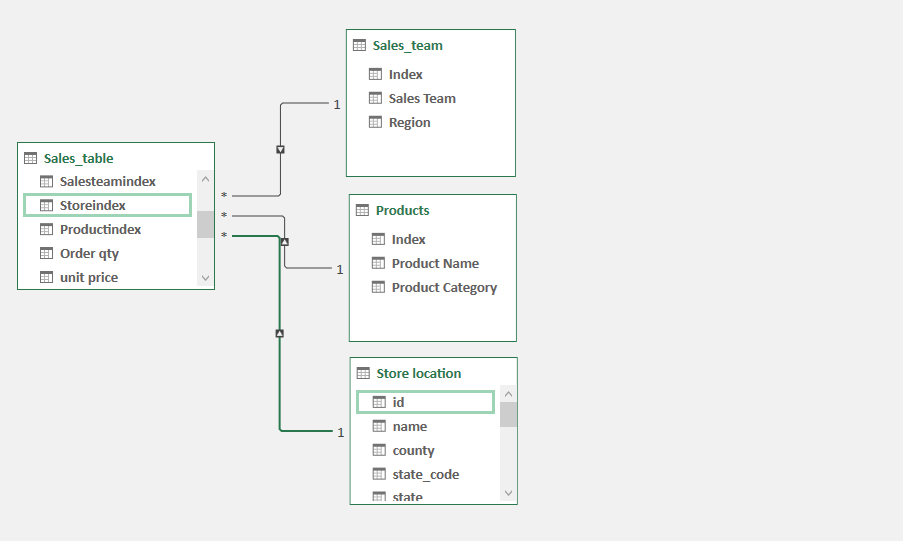 Sales_team
Index
Sales Team
Region
1
Sales_table
Salesteamindex
Storeindex
Productindex
Order qty
unit price
*
*
*
Products
Index
Product Name
Product Category
1
Store location
id
name
county
state_code
state
1